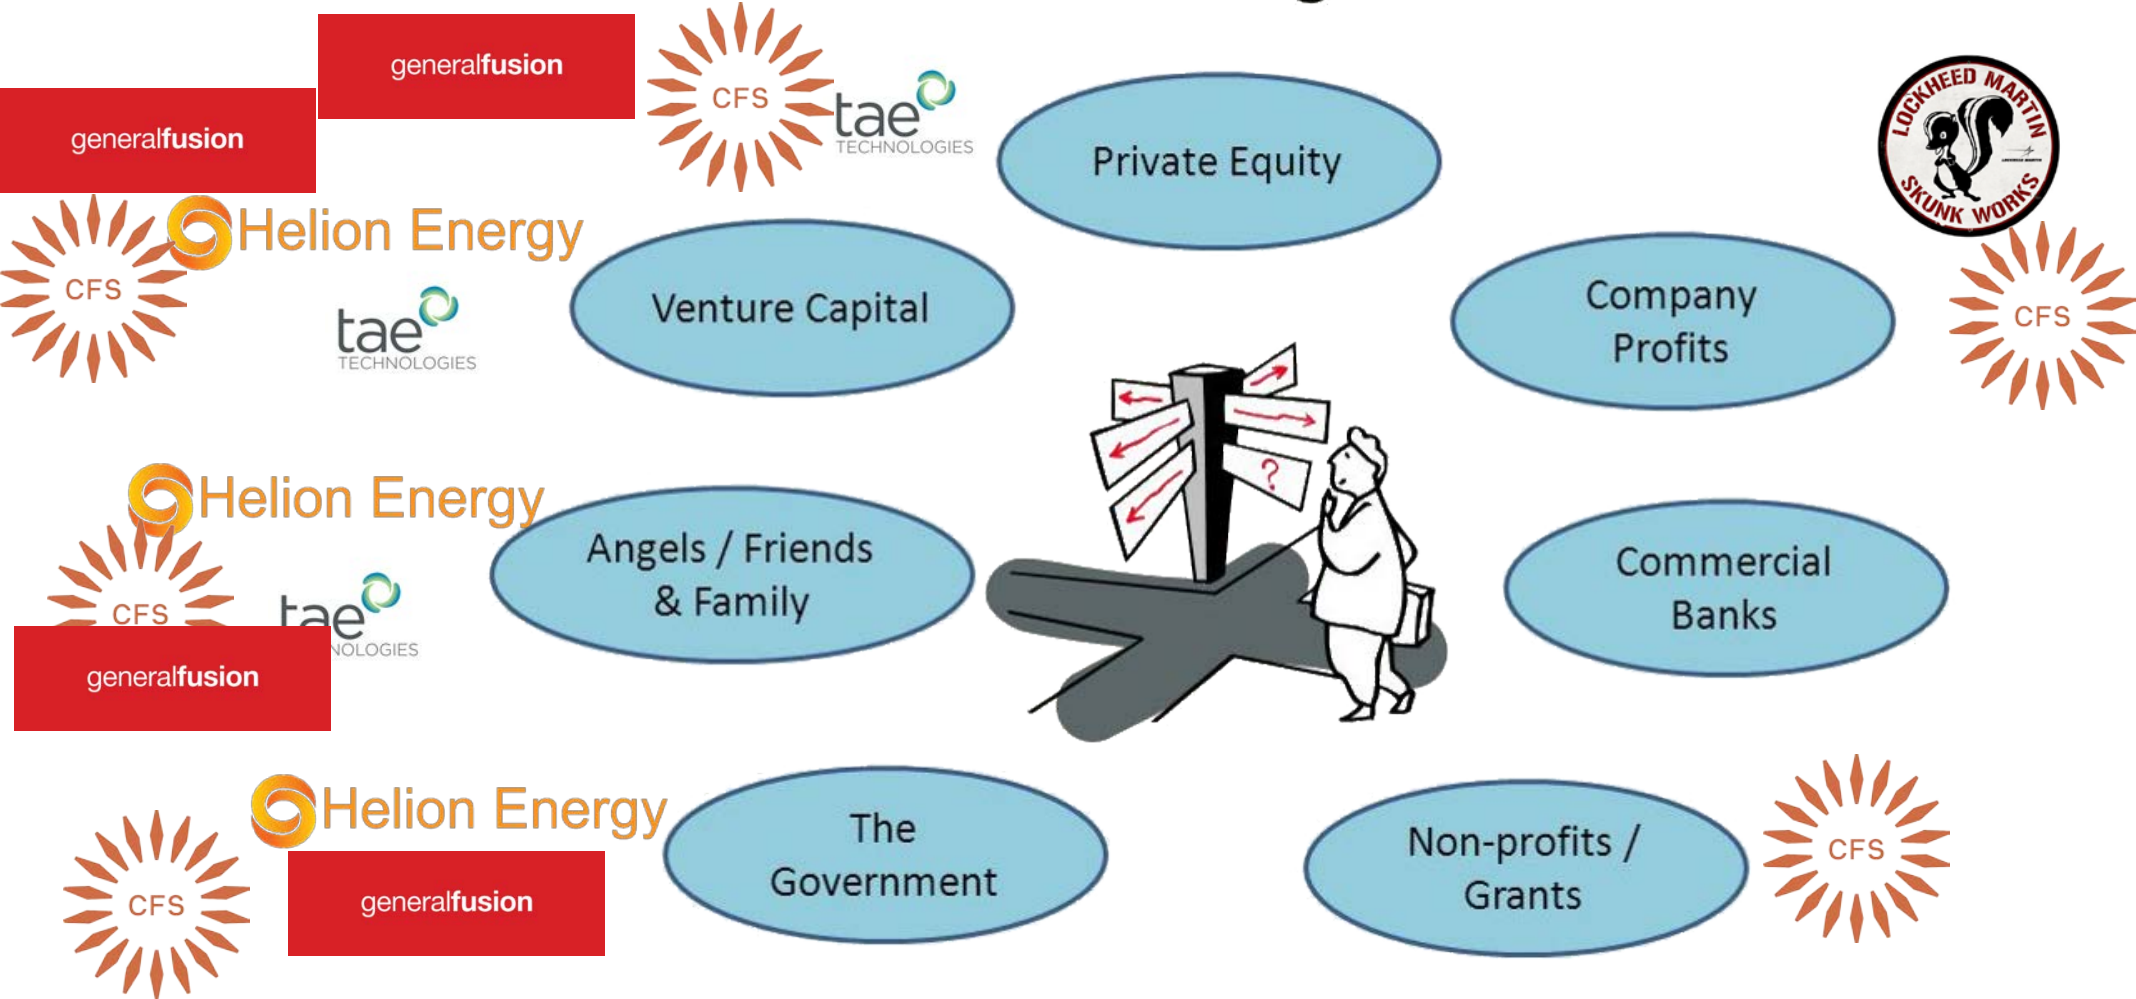 generalfusion
CFS
tae
TECHNOLOGIES
Private Equity
LOCKHEED MARTIN
SKUNK WORKS
generalfusion
CFS
Helion Energy
tae
TECHNOLOGIES
Venture Capital
Company
Profits
CFS
?
Helion Energy
CFS
tae
NOLOGIES
generalfusion
Angels / Friends
& Family
Commercial
Banks
Helion Energy
CFS
generalfusion
The
Government
Non-profits /
Grants
CFS